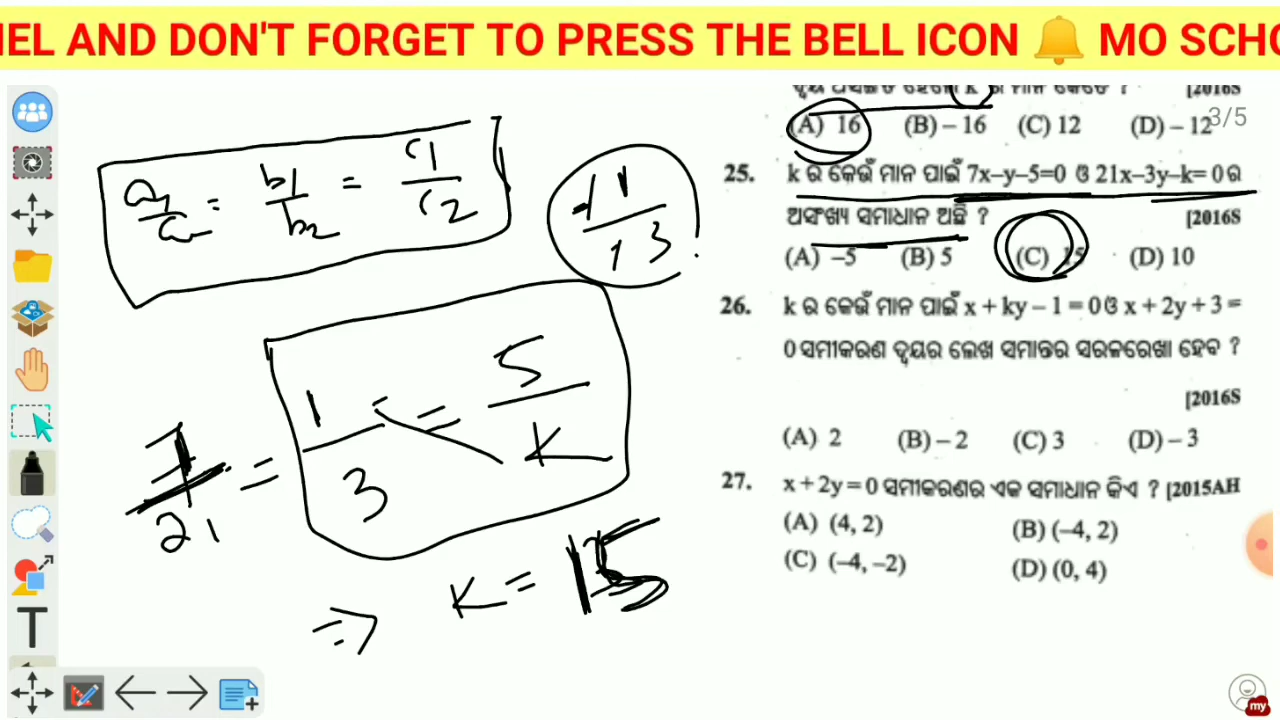 NEL AND DON'T FORGET TO PRESS THE BELL ICON 🔔 MO SCHO
ଦ୍ୱୟ ଅସଙ୍ଗତ ହେଲେ k ର ମାନ କେତେ ? [2016S
(A) 16 (B) – 16 (C) 12 (D) – 12
3/5
25. k ର କେଉଁ ମାନ ପାଇଁ 7x–y–5=0 ଓ 21x–3y–k= 0 ର
ଅସଂଖ୍ୟ ସମାଧାନ ଅଛି ? [2016S
(A) –5 (B) 5 (C) 15 (D) 10
26. k ର କେଉଁ ମାନ ପାଇଁ x + ky – 1 = 0 ଓ x + 2y + 3 =
0 ସମୀକରଣ ଦ୍ୱୟର ଲେଖ ସମାନ୍ତର ସରଳରେଖା ହେବ ?
[2016S
(A) 2 (B) – 2 (C) 3 (D) – 3
27. x + 2y = 0 ସମୀକରଣର ଏକ ସମାଧାନ କିଏ ? [2015AH
(A) (4, 2) (B) (–4, 2)
(C) (–4, –2) (D) (0, 4)
a1/a2 = b1/b2 = c1/c2
7/21 = 1/3 = 5/K
⇒ K = 15
T
my